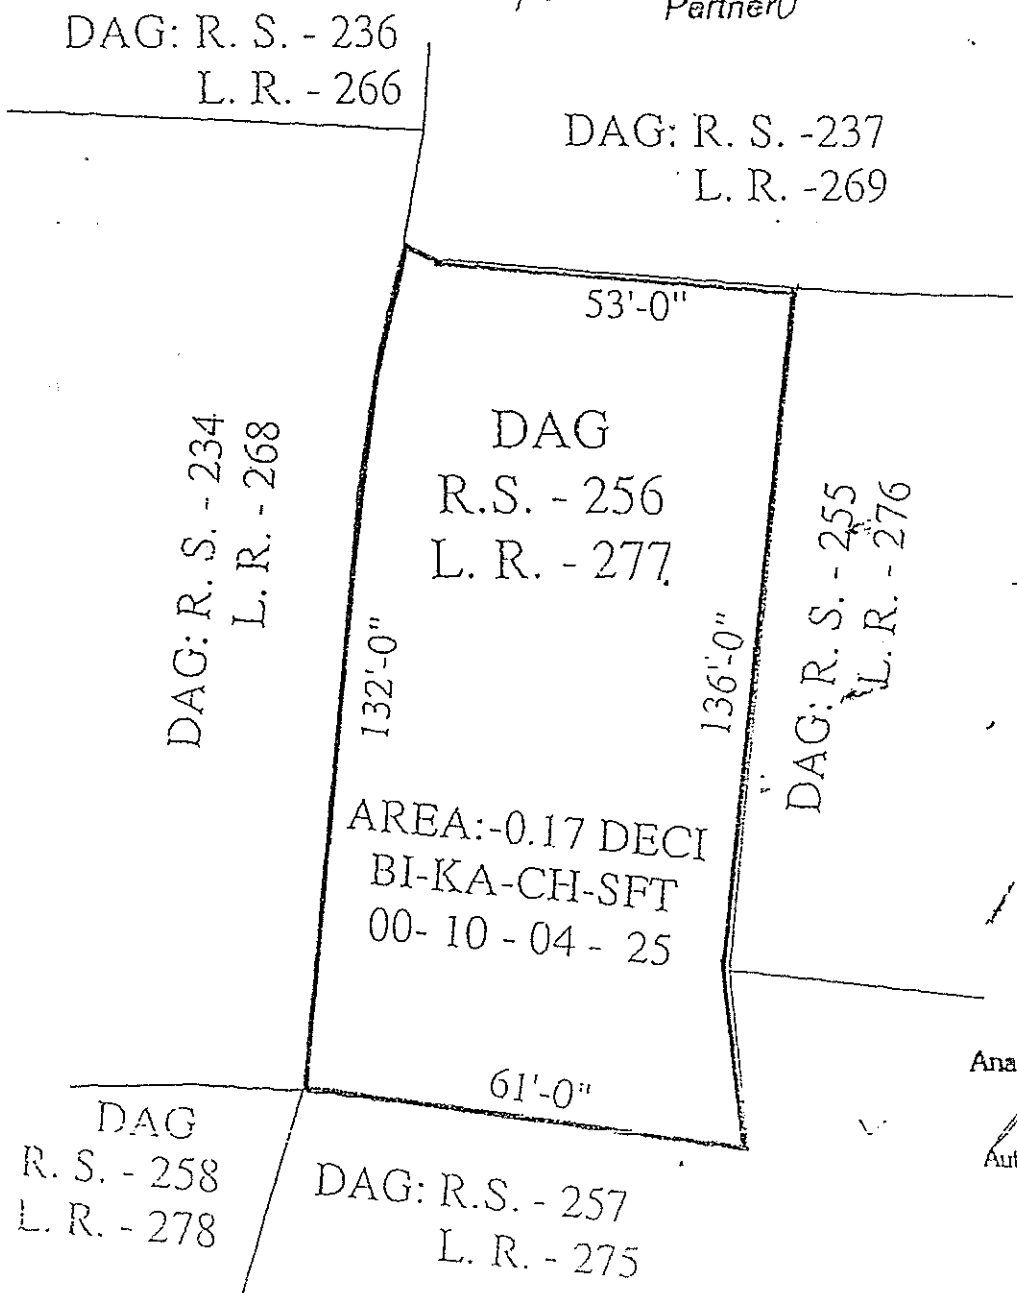 Partner
DAG: R. S. - 236
L. R. - 266
DAG: R. S. -237
L. R. -269
53'-0"
DAG
R.S. - 256
L. R. - 277
DAG: R. S. - 234
L. R. - 268
132'-0"
136'-0"
DAG: R. S. - 255
L. R. - 276
AREA:-0.17 DECI
BI-KA-CH-SFT
00- 10 - 04 - 25
61'-0"
Ana
Aut
DAG
R. S. - 258
L. R. - 278
DAG: R.S. - 257
L. R. - 275